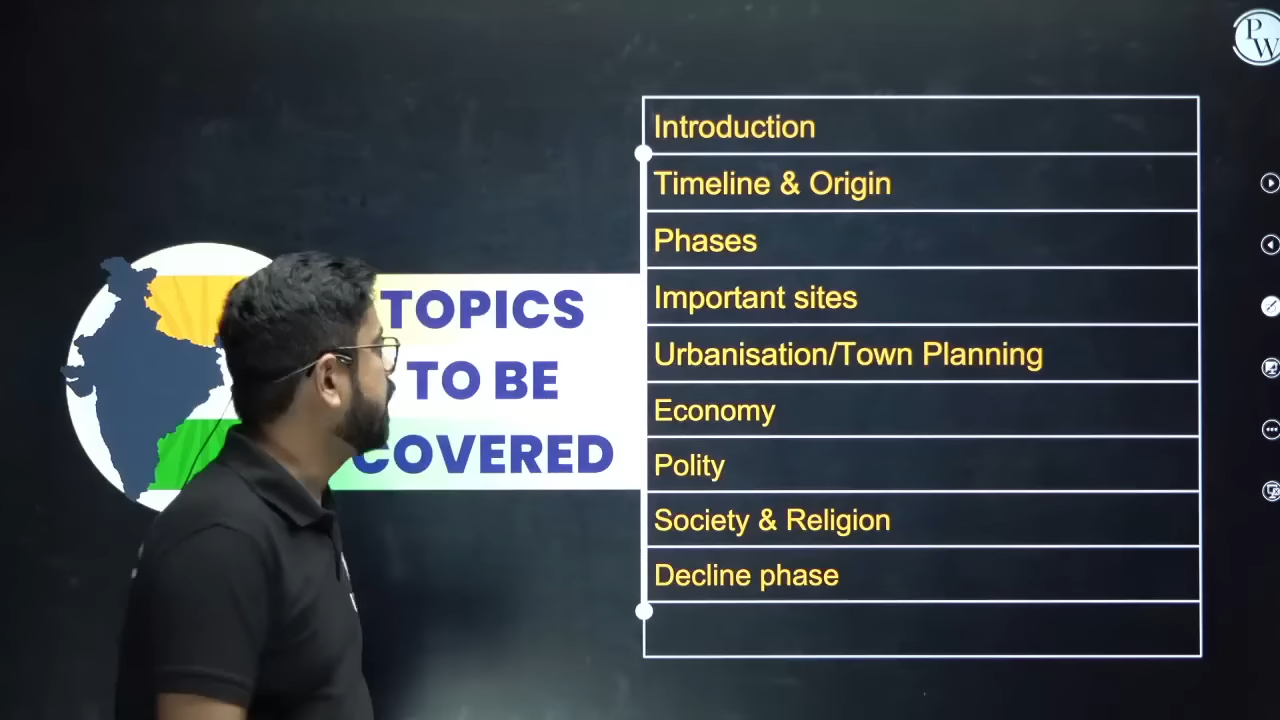 PW
TOPICS
TO BE
COVERED
Introduction
Timeline & Origin
Phases
Important sites
Urbanisation/Town Planning
Economy
Polity
Society & Religion
Decline phase